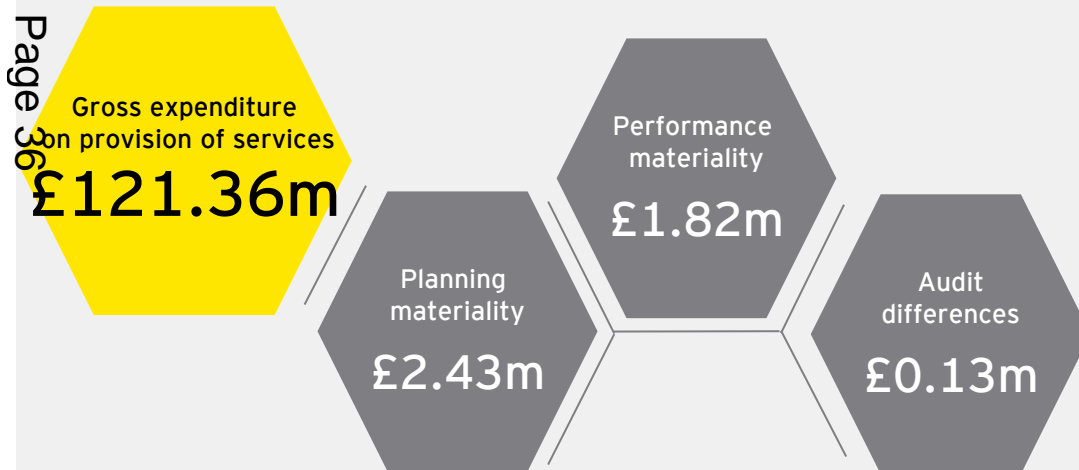 Page 36
Gross expenditure
on provision of services
£121.36m
Planning
materiality
£2.43m
Performance
materiality
£1.82m
Audit
differences
£0.13m